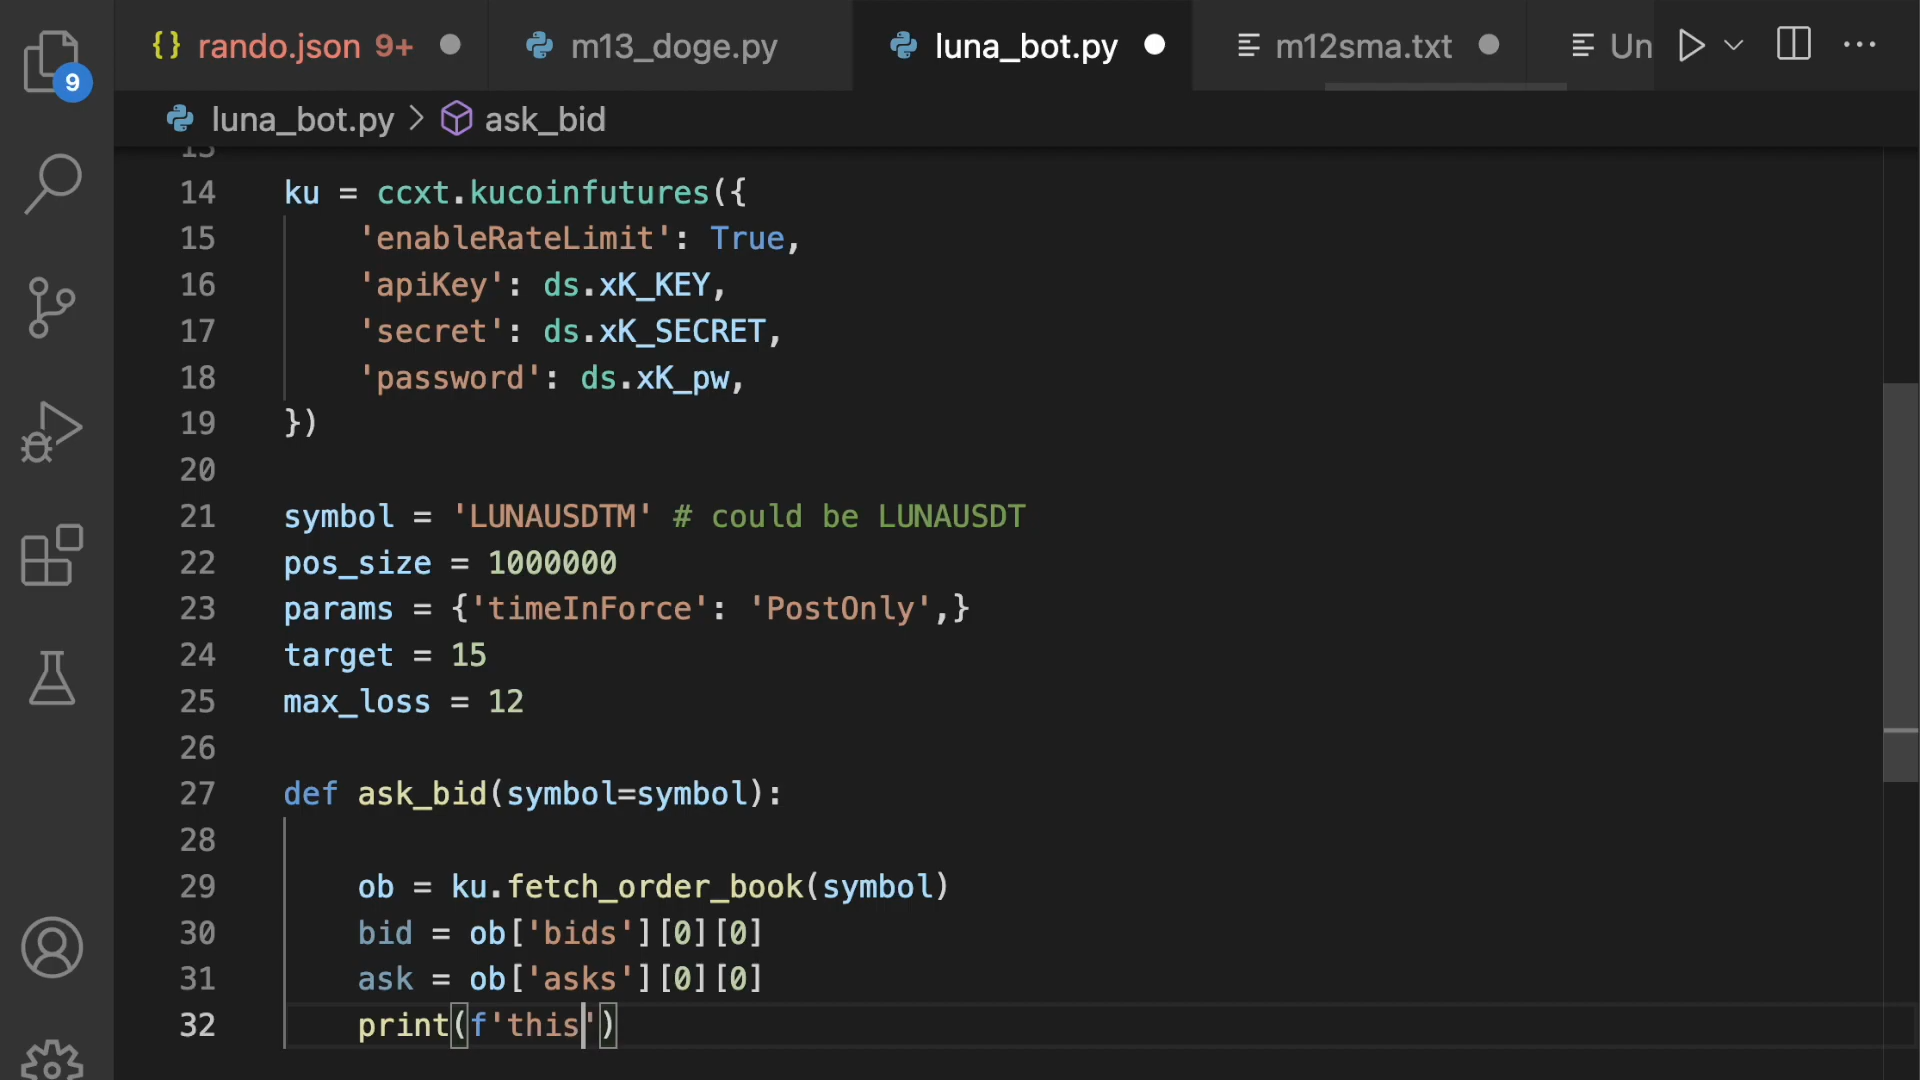 {} rando.json 9+ m13_doge.py luna_bot.py m12sma.txt Un
9
luna_bot.py > ask_bid
14 ku = ccxt.kucoinfutures({
15 'enableRateLimit': True,
16 'apiKey': ds.xK_KEY,
17 'secret': ds.xK_SECRET,
18 'password': ds.xK_pw,
19 })
20
21 symbol = 'LUNAUSDTM' # could be LUNAUSDT
22 pos_size = 1000000
23 params = {'timeInForce': 'PostOnly',}
24 target = 15
25 max_loss = 12
26
27 def ask_bid(symbol=symbol):
28
29 ob = ku.fetch_order_book(symbol)
30 bid = ob['bids'][0][0]
31 ask = ob['asks'][0][0]
32 print(f'this')